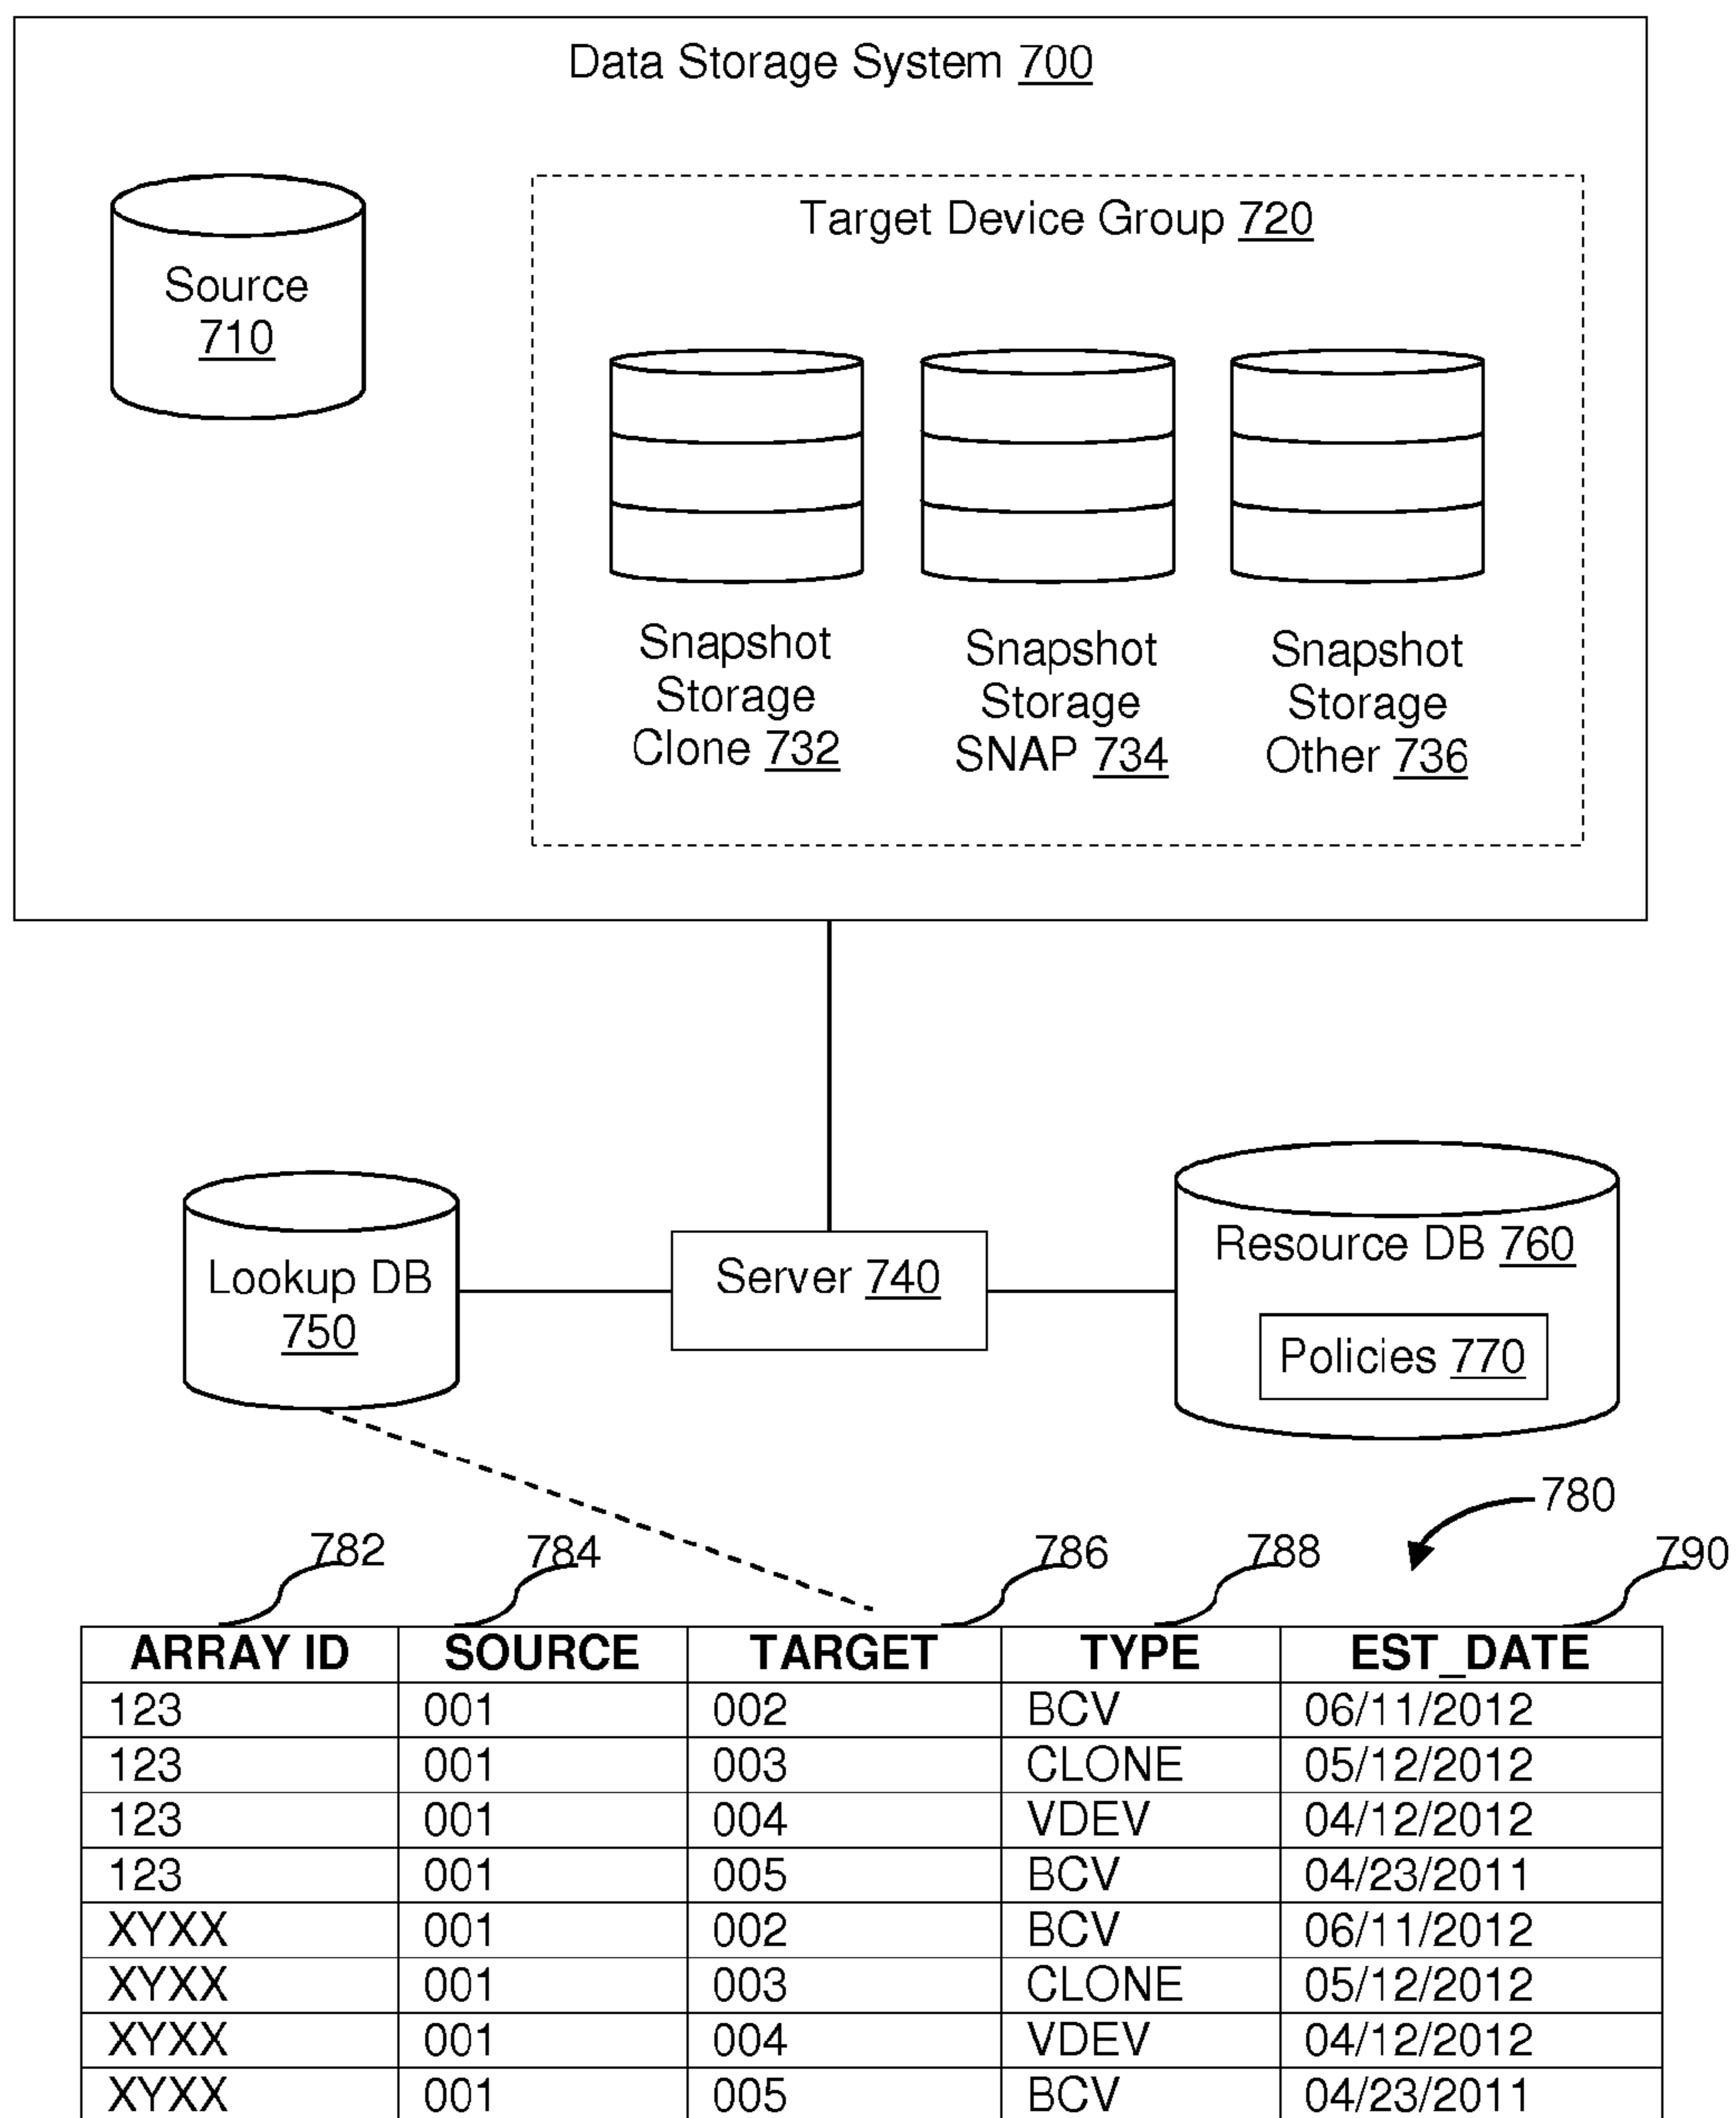 Data Storage System 700
Target Device Group 720
Source
710
Snapshot
Storage
Clone 732
Snapshot
Storage
SNAP 734
Snapshot
Storage
Other 736
Lookup DB
750
Server 740
Resource DB 760
Policies 770
780
782 784 786 788 790
ARRAY ID SOURCE TARGET TYPE EST_DATE
123 001 002 BCV 06/11/2012
123 001 003 CLONE 05/12/2012
123 001 004 VDEV 04/12/2012
123 001 005 BCV 04/23/2011
XYXX 001 002 BCV 06/11/2012
XYXX 001 003 CLONE 05/12/2012
XYXX 001 004 VDEV 04/12/2012
XYXX 001 005 BCV 04/23/2011